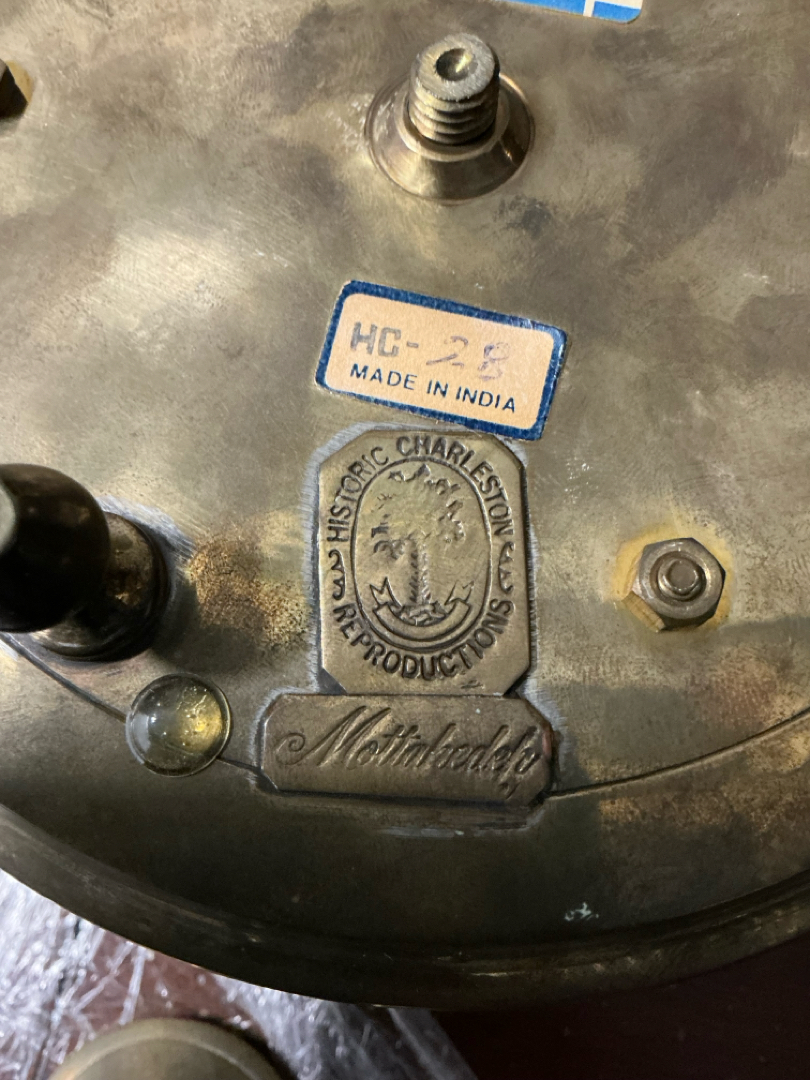 HC-28
MADE IN INDIA
HISTORIC CHARLESTON
REPRODUCTIONS
Mottahedeh